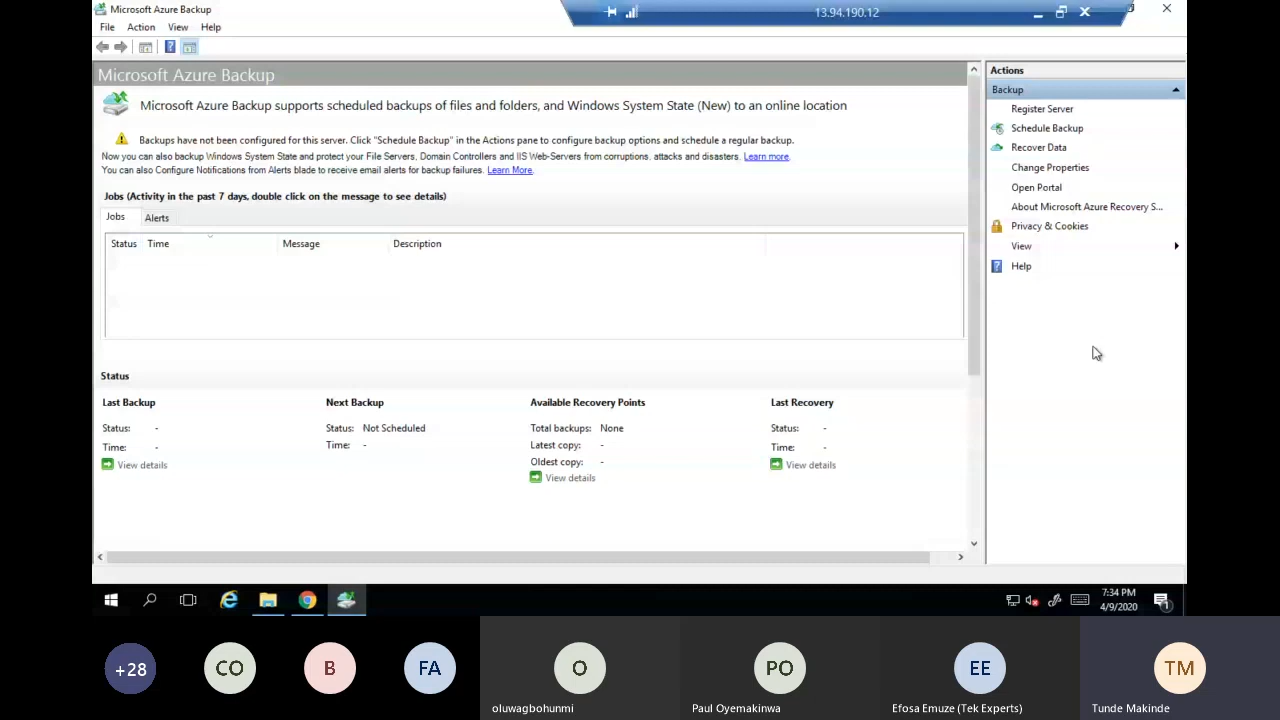 Microsoft Azure Backup
13.94.190.12
File Action View Help
Microsoft Azure Backup
Microsoft Azure Backup supports scheduled backups of files and folders, and Windows System State (New) to an online location
Backups have not been configured for this server. Click "Schedule Backup" in the Actions pane to configure backup options and schedule a regular backup.
Now you can also backup Windows System State and protect your File Servers, Domain Controllers and IIS Web-Servers from corruptions, attacks and disasters. Learn more.
You can also Configure Notifications from Alerts blade to receive email alerts for backup failures. Learn More.
Jobs (Activity in the past 7 days, double click on the message to see details)
Jobs Alerts
Status Time Message Description
Status
Last Backup Next Backup Available Recovery Points Last Recovery
Status: - Status: Not Scheduled Total backups: None Status: -
Time: - Time: - Latest copy: - Time: -
Oldest copy: -
View details View details View details
Actions
Backup
Register Server
Schedule Backup
Recover Data
Change Properties
Open Portal
About Microsoft Azure Recovery S...
Privacy & Cookies
View
Help
7:34 PM
4/9/2020
1
+28 CO B FA O PO EE TM
oluwagbohunmi Paul Oyemakinwa Efosa Emuze (Tek Experts) Tunde Makinde